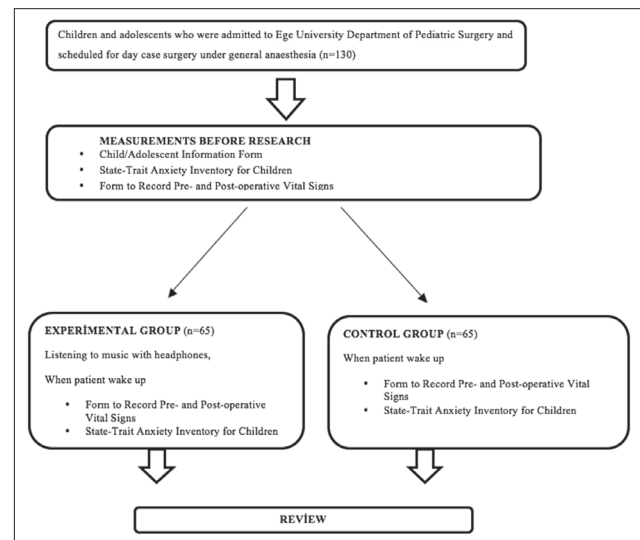 Children and adolescents who were admitted to Ege University Department of Pediatric Surgery and
scheduled for day case surgery under general anaesthesia (n=130)
MEASUREMENTS BEFORE RESEARCH
• Child/Adolescent Information Form
• State-Trait Anxiety Inventory for Children
• Form to Record Pre- and Post-operative Vital Signs
EXPERİMENTAL GROUP (n=65)
Listening to music with headphones,
When patient wake up
• Form to Record Pre- and Post-operative
Vital Signs
• State-Trait Anxiety Inventory for Children
CONTROL GROUP (n=65)
When patient wake up
• Form to Record Pre- and Post-operative Vital
Signs
• State-Trait Anxiety Inventory for Children
REVİEW